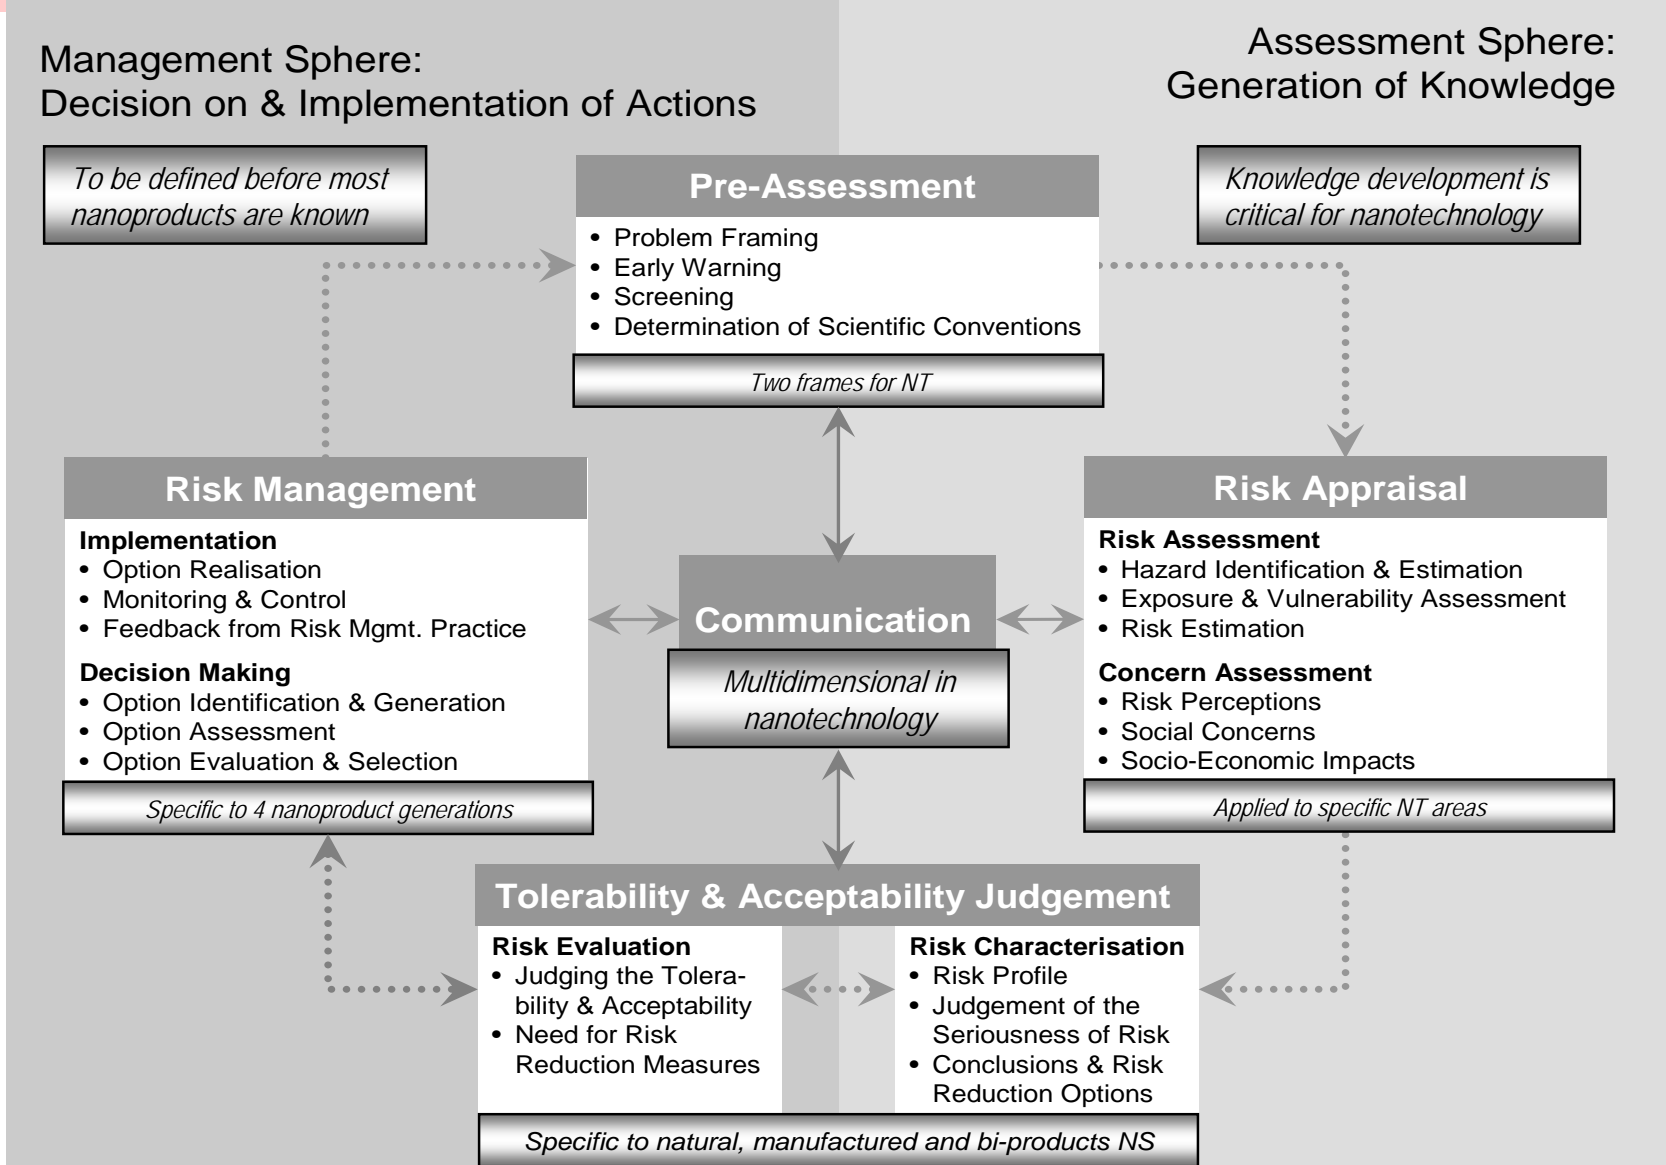 Management Sphere:
Decision on & Implementation of Actions
Assessment Sphere:
Generation of Knowledge
To be defined before most
nanoproducts are known
Knowledge development is
critical for nanotechnology
Pre-Assessment
• Problem Framing
• Early Warning
• Screening
• Determination of Scientific Conventions
Two frames for NT
Risk Management
Implementation
• Option Realisation
• Monitoring & Control
• Feedback from Risk Mgmt. Practice
Decision Making
• Option Identification & Generation
• Option Assessment
• Option Evaluation & Selection
Specific to 4 nanoproduct generations
Communication
Multidimensional in
nanotechnology
Risk Appraisal
Risk Assessment
• Hazard Identification & Estimation
• Exposure & Vulnerability Assessment
• Risk Estimation
Concern Assessment
• Risk Perceptions
• Social Concerns
• Socio-Economic Impacts
Applied to specific NT areas
Tolerability & Acceptability Judgement
Risk Evaluation
• Judging the Tolera-
bility & Acceptability
• Need for Risk
Reduction Measures
Risk Characterisation
• Risk Profile
• Judgement of the
Seriousness of Risk
• Conclusions & Risk
Reduction Options
Specific to natural, manufactured and bi-products NS